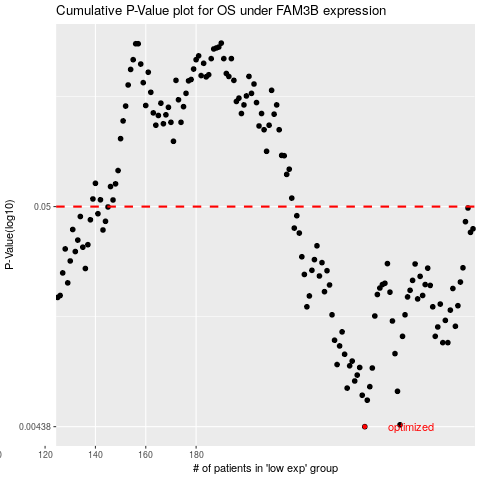 Cumulative P-Value plot for OS under FAM3B expression
P-Value(log10)
0.05
0.00438
optimized
0
120
140
160
180
# of patients in 'low exp' group